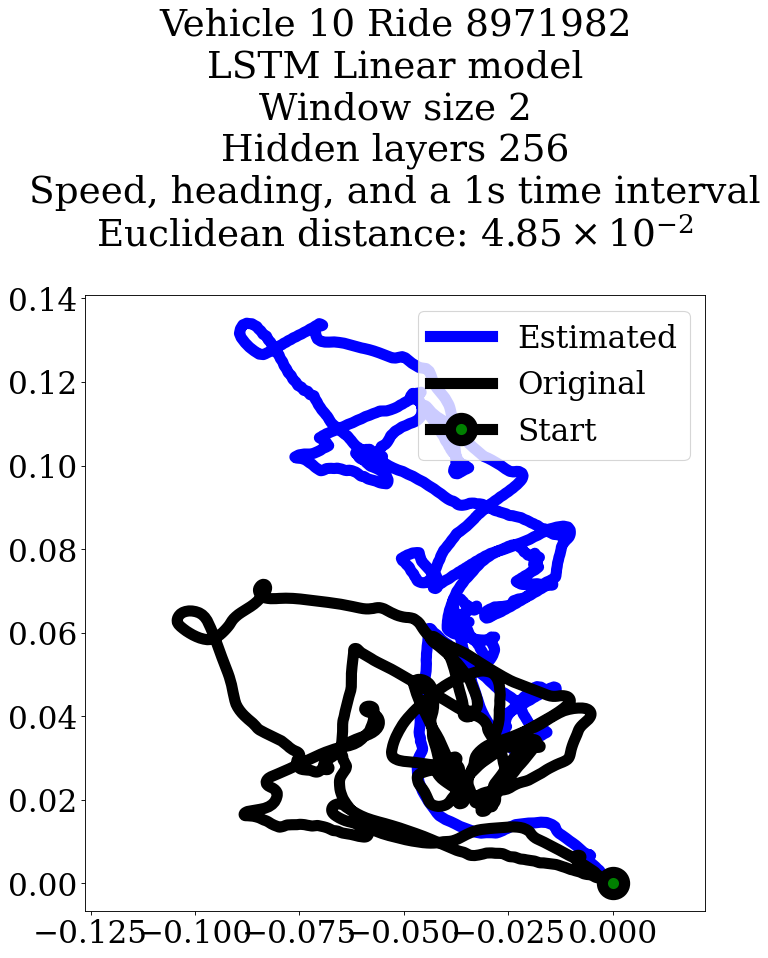 Vehicle 10 Ride 8971982
LSTM Linear model
Window size 2
Hidden layers 256
Speed, heading, and a 1s time interval
Euclidean distance: 4.85 × 10⁻²
Estimated
Original
Start
0.14
0.12
0.10
0.08
0.06
0.04
0.02
0.00
−0.125 −0.100 −0.075 −0.050 −0.025 0.000